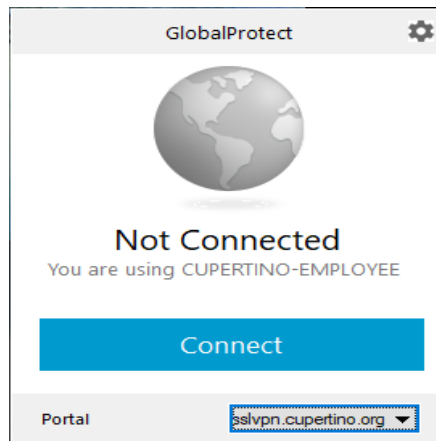 GlobalProtect
Not Connected
You are using CUPERTINO-EMPLOYEE
Connect
Portal sslvpn.cupertino.org